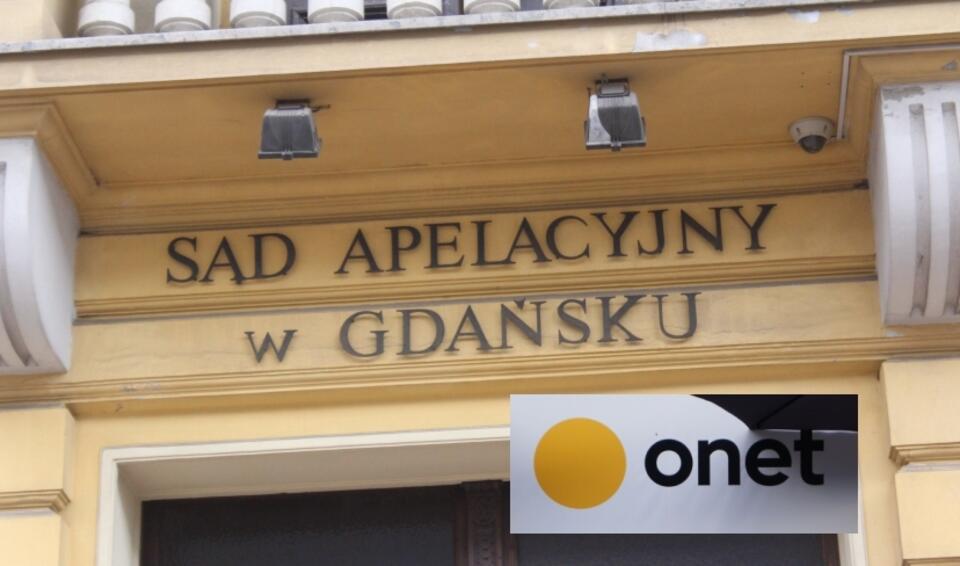 SĄD APELACYJNY
W GDAŃSKU
onet